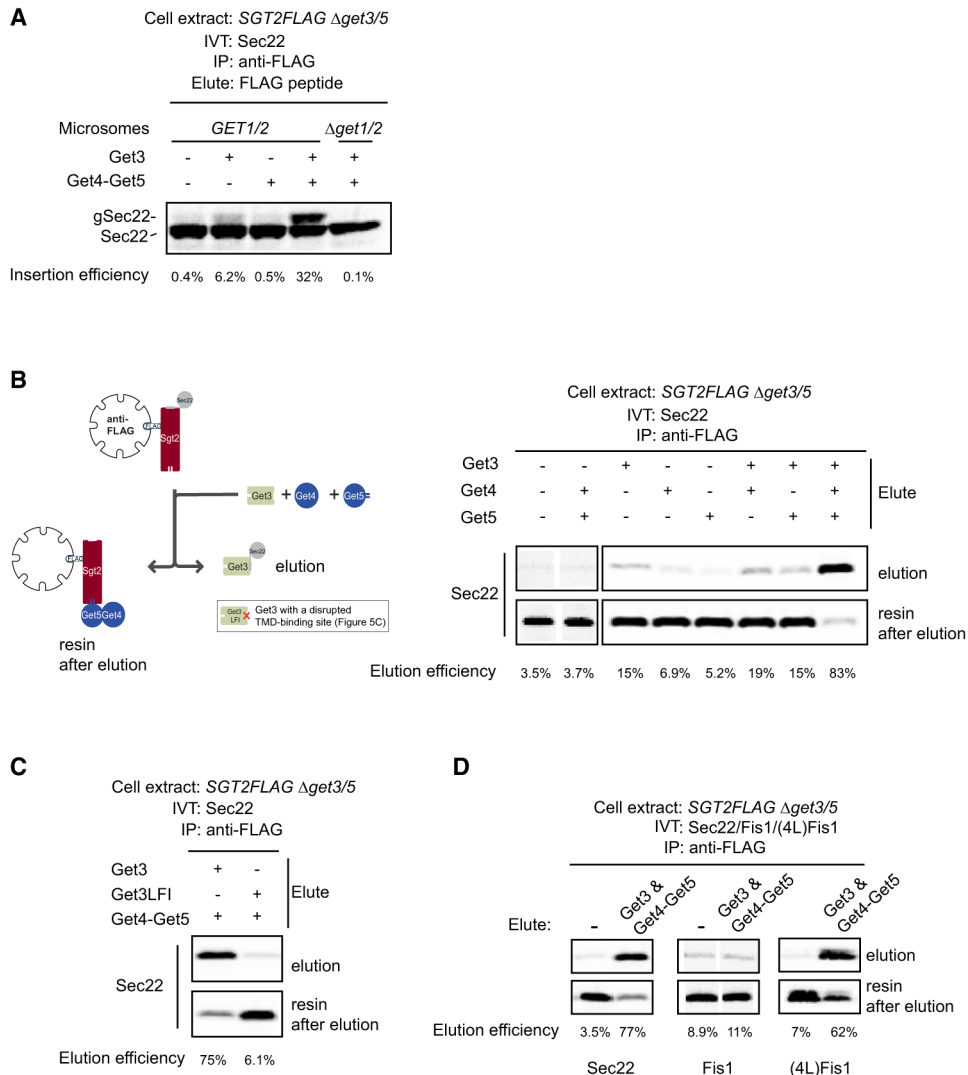 A
Cell extract: SGT2FLAG Δget3/5
IVT: Sec22
IP: anti-FLAG
Elute: FLAG peptide
Microsomes GET1/2 Δget1/2
Get3 - + - + +
Get4-Get5 - - + + +
gSec22-
Sec22-
Insertion efficiency 0.4% 6.2% 0.5% 32% 0.1%
B
anti-
FLAG
FLAG
Sgt2
Sec22
Get3 + Get4 + Get5
FLAG
Sgt2
Get5 Get4
resin
after elution
Sec22
Get3
elution
Get3
LFI
Get3 with a disrupted
TMD-binding site (Figure 5C)
Cell extract: SGT2FLAG Δget3/5
IVT: Sec22
IP: anti-FLAG
Get3 - - + - - + + +
Get4 - + - + - + - +
Get5 - + - - + - + +
Elute
Sec22
elution
resin
after elution
Elution efficiency 3.5% 3.7% 15% 6.9% 5.2% 19% 15% 83%
C
Cell extract: SGT2FLAG Δget3/5
IVT: Sec22
IP: anti-FLAG
Get3 + -
Get3LFI - +
Get4-Get5 + +
Elute
Sec22
elution
resin
after elution
Elution efficiency 75% 6.1%
D
Cell extract: SGT2FLAG Δget3/5
IVT: Sec22/Fis1/(4L)Fis1
IP: anti-FLAG
Elute: - Get3 & Get4-Get5 - Get3 & Get4-Get5 - Get3 & Get4-Get5
elution
resin
after elution
Elution efficiency 3.5% 77% 8.9% 11% 7% 62%
Sec22 Fis1 (4L)Fis1